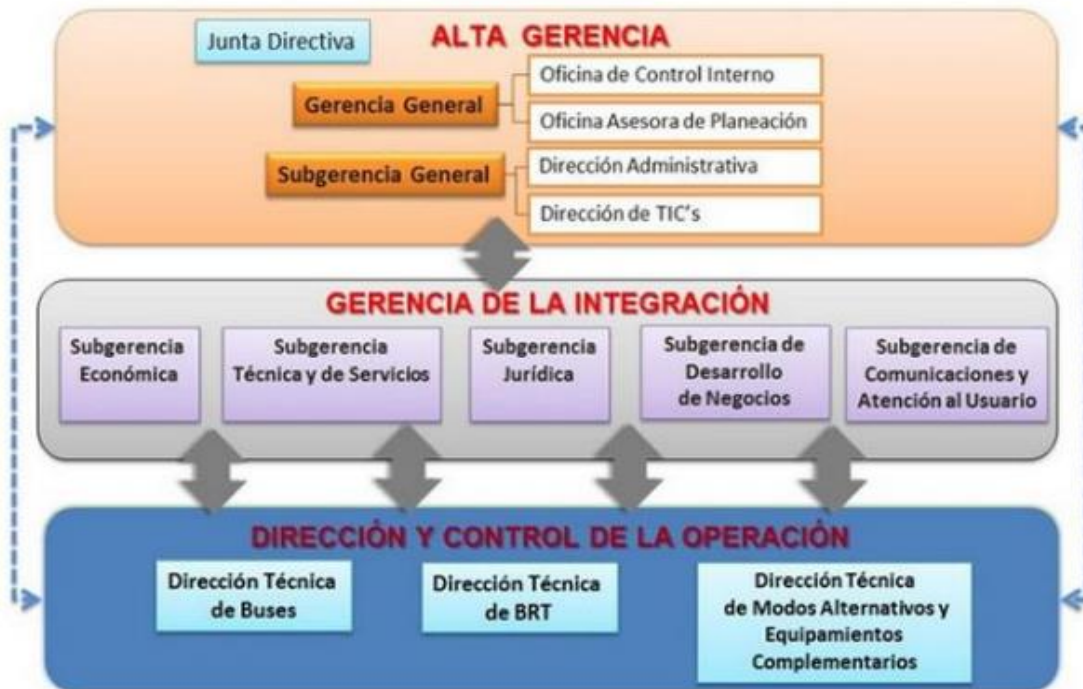 ALTA GERENCIA
Junta Directiva
Gerencia General
Oficina de Control Interno
Oficina Asesora de Planeación
Subgerencia General
Dirección Administrativa
Dirección de TIC's
GERENCIA DE LA INTEGRACIÓN
Subgerencia
Económica
Subgerencia
Técnica y de Servicios
Subgerencia
Jurídica
Subgerencia de
Desarrollo
de Negocios
Subgerencia de
Comunicaciones y
Atención al Usuario
DIRECCIÓN Y CONTROL DE LA OPERACIÓN
Dirección Técnica
de Buses
Dirección Técnica
de BRT
Dirección Técnica
de Modos Alternativos y
Equipamientos
Complementarios